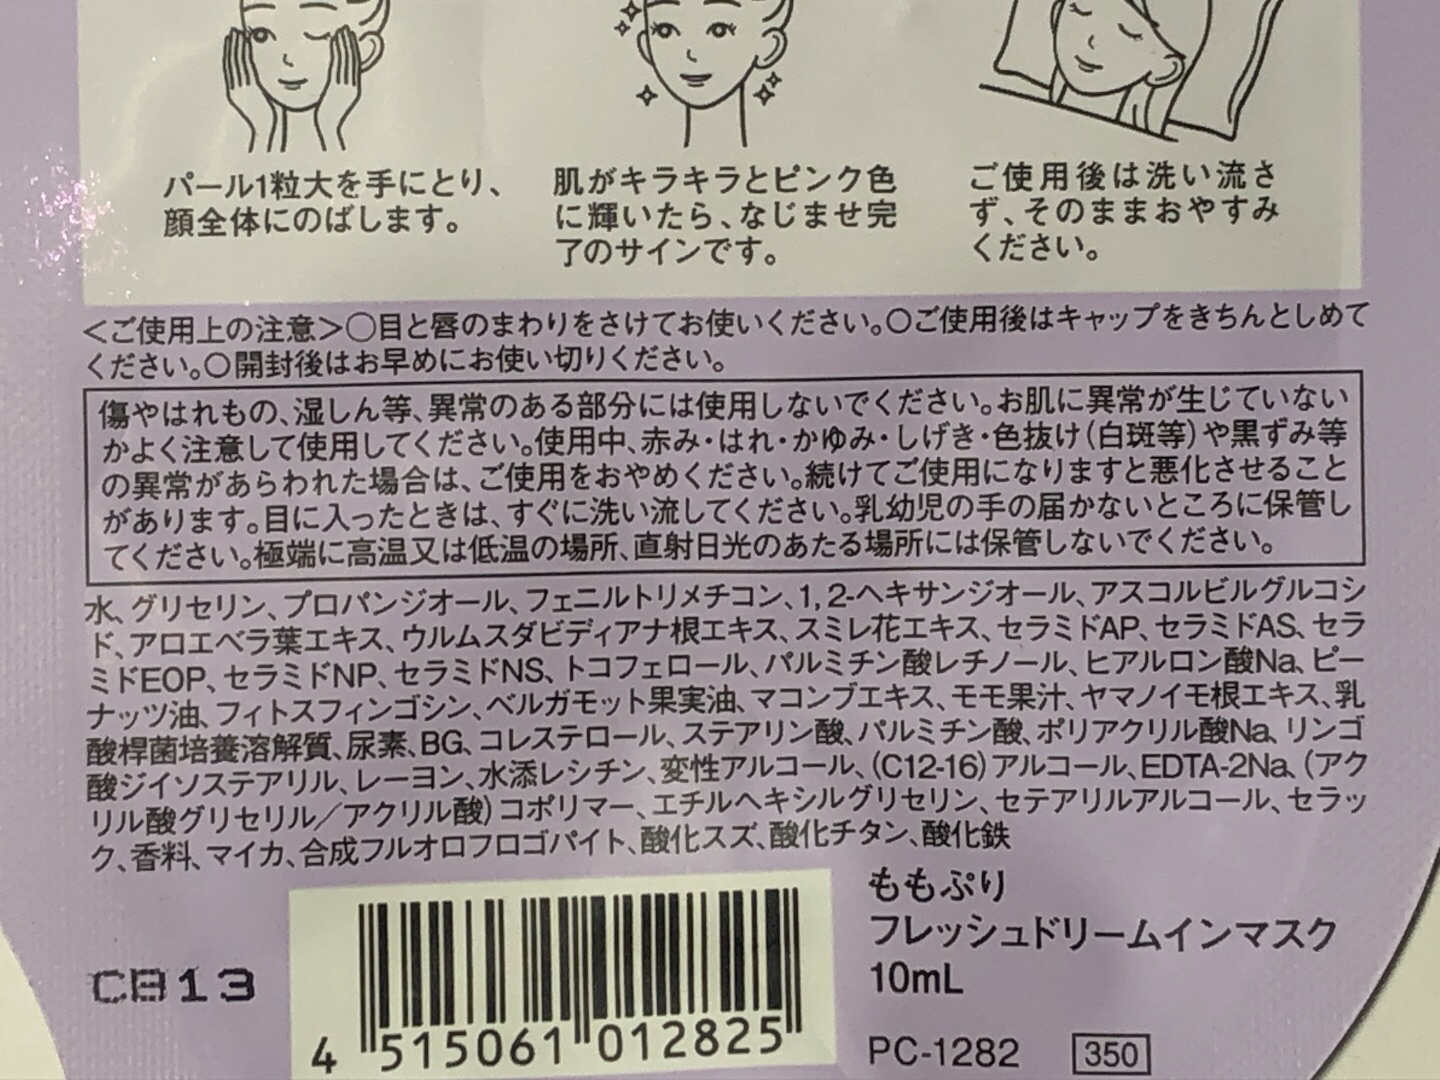 パール1粒大を手にとり、
顔全体にのばします。
肌がキラキラとピンク色
に輝いたら、なじませ完
了のサインです。
ご使用後は洗い流さ
ず、そのままおやすみ
ください。
＜ご使用上の注意＞○目と唇のまわりをさけてお使いください。○ご使用後はキャップをきちんとしめて
ください。○開封後はお早めにお使い切りください。
傷やはれもの、湿しん等、異常のある部分には使用しないでください。お肌に異常が生じていない
かよく注意して使用してください。使用中、赤み・はれ・かゆみ・しげき・色抜け（白斑等）や黒ずみ等
の異常があらわれた場合は、ご使用をおやめください。続けてご使用になりますと悪化させること
があります。目に入ったときは、すぐに洗い流してください。乳幼児の手の届かないところに保管し
てください。極端に高温又は低温の場所、直射日光のあたる場所には保管しないでください。
水、グリセリン、プロパンジオール、フェニルトリメチコン、1,2-ヘキサンジオール、アスコルビルグルコシ
ド、アロエベラ葉エキス、ウルムスダビディアナ根エキス、スミレ花エキス、セラミドAP、セラミドAS、セラ
ミドEOP、セラミドNP、セラミドNS、トコフェロール、パルミチン酸レチノール、ヒアルロン酸Na、ピー
ナッツ油、フィトスフィンゴシン、ベルガモット果実油、マコンブエキス、モモ果汁、ヤマノイモ根エキス、乳
酸桿菌培養溶解質、尿素、BG、コレステロール、ステアリン酸、パルミチン酸、ポリアクリル酸Na、リンゴ
酸ジイソステアリル、レーヨン、水添レシチン、変性アルコール、(C12-16)アルコール、EDTA-2Na、(アク
リル酸グリセリル／アクリル酸)コポリマー、エチルヘキシルグリセリン、セテアリルアルコール、セラッ
ク、香料、マイカ、合成フルオロフロゴパイト、酸化スズ、酸化チタン、酸化鉄
ももぷり
フレッシュドリームインマスク
10mL
CB13
4 515061 012825
PC-1282 350